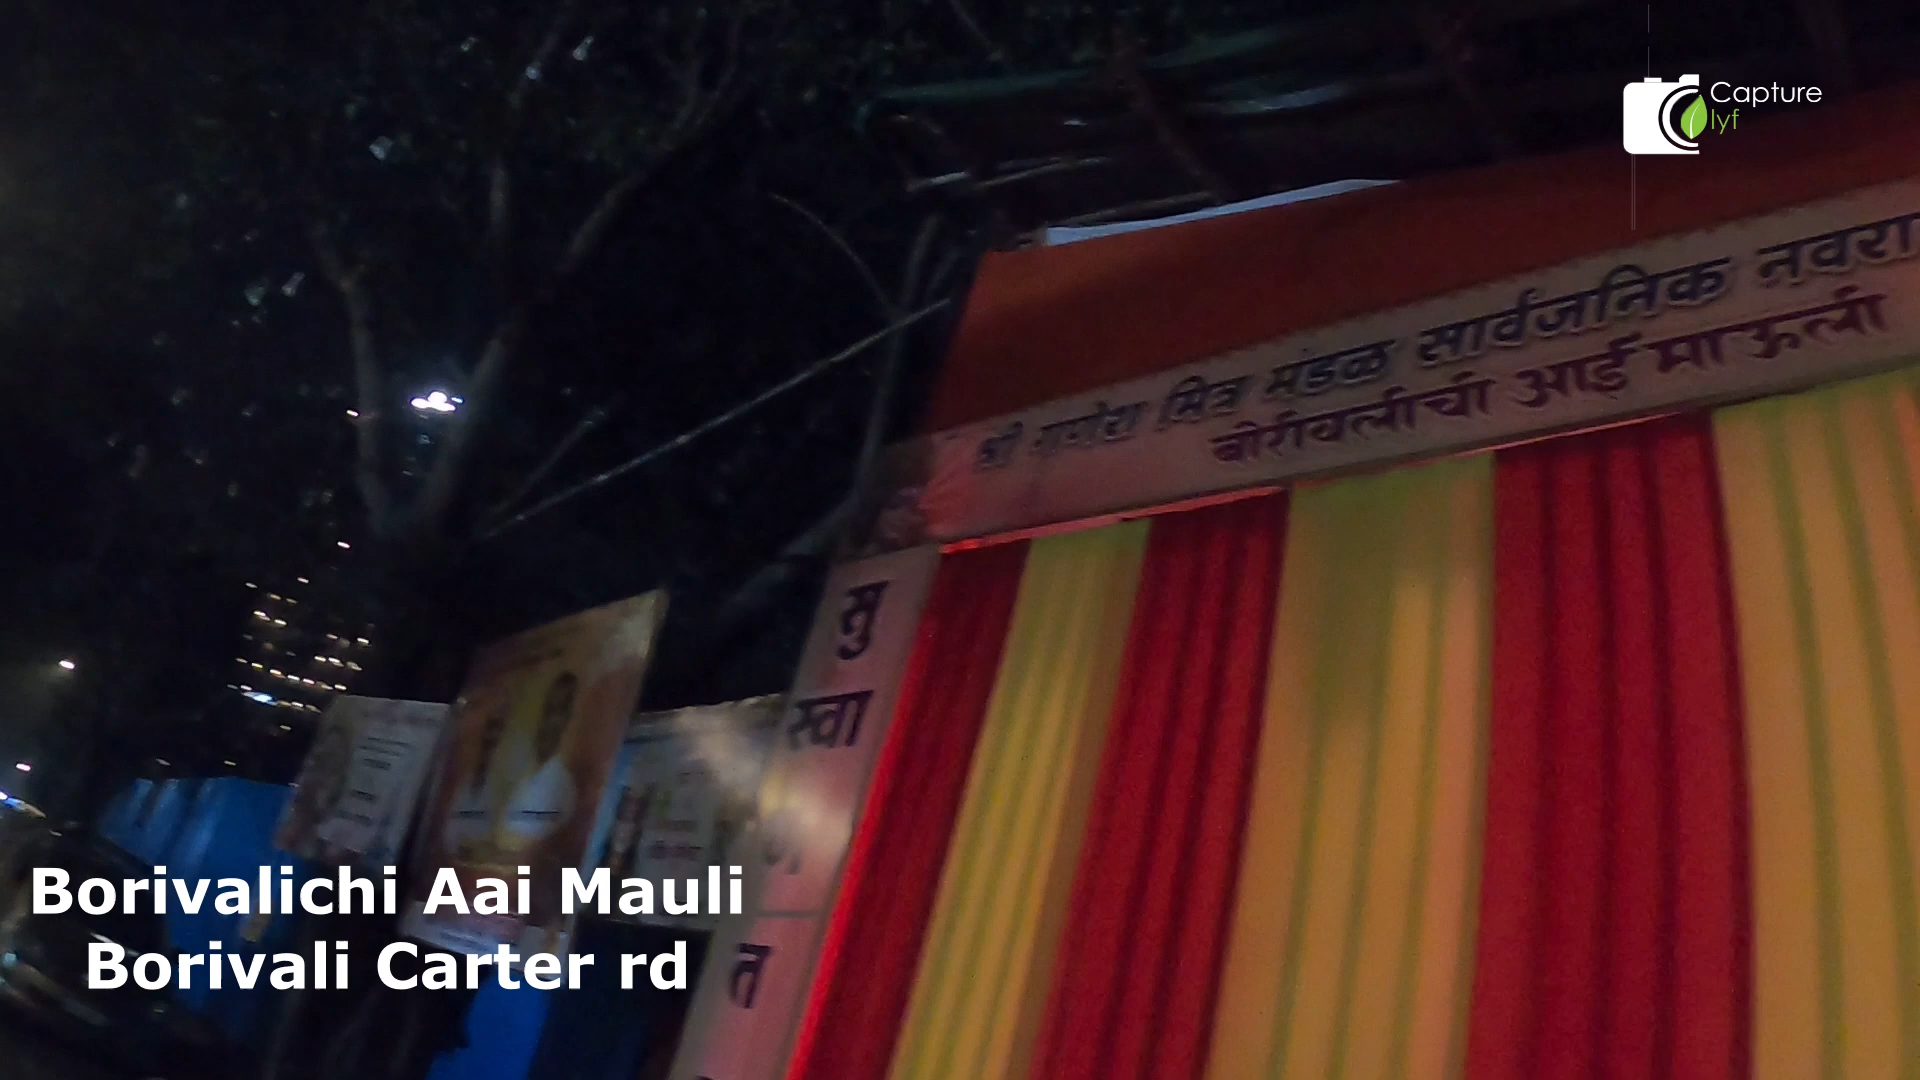 Capture
lyf
श्री गणेश मित्र मंडळ सार्वजनिक नवरा
बोरीवलीची आई माऊली
सु
स्वा
ग
त
Borivalichi Aai Mauli
Borivali Carter rd